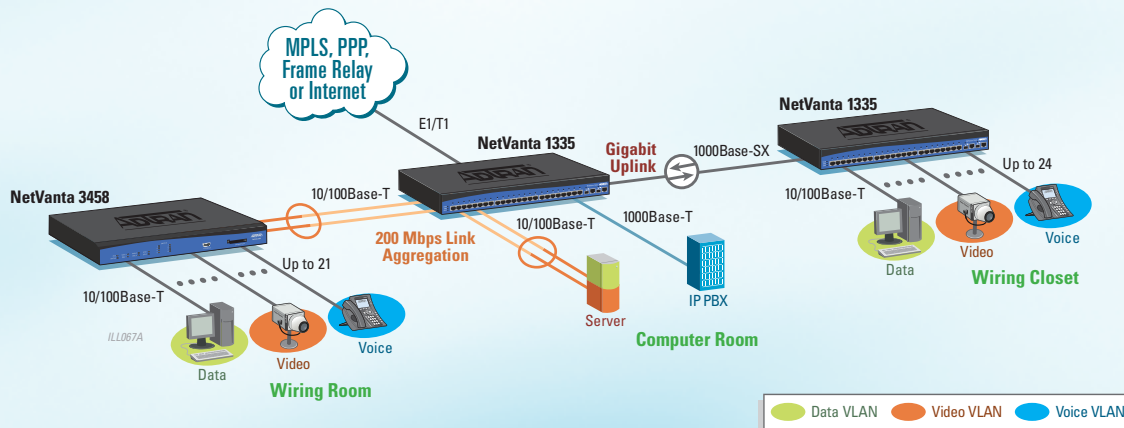 MPLS, PPP,
Frame Relay
or Internet
E1/T1
NetVanta 1335
ADTRAN
NetVanta 1335
ADTRAN
Gigabit
Uplink
1000Base-SX
Up to 24
10/100Base-T
Data
Video
Voice
Wiring Closet
NetVanta 3458
ADTRAN
10/100Base-T
200 Mbps Link
Aggregation
10/100Base-T
1000Base-T
Server
IP PBX
Computer Room
Up to 21
10/100Base-T
ILL067A
Data
Video
Voice
Wiring Room
Data VLAN
Video VLAN
Voice VLAN